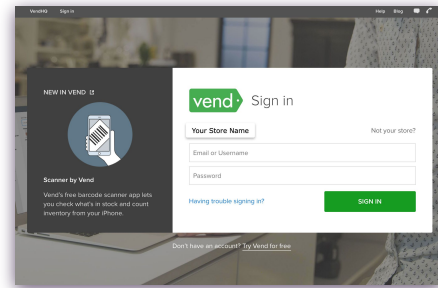 VendHQ Sign in Help Blog
NEW IN VEND
vend Sign in
Your Store Name Not your store?
Email or Username
Password
Scanner by Vend
Vend's free barcode scanner app lets
you check what's in stock and count
inventory from your iPhone.
Having trouble signing in? SIGN IN
Don't have an account? Try Vend for free